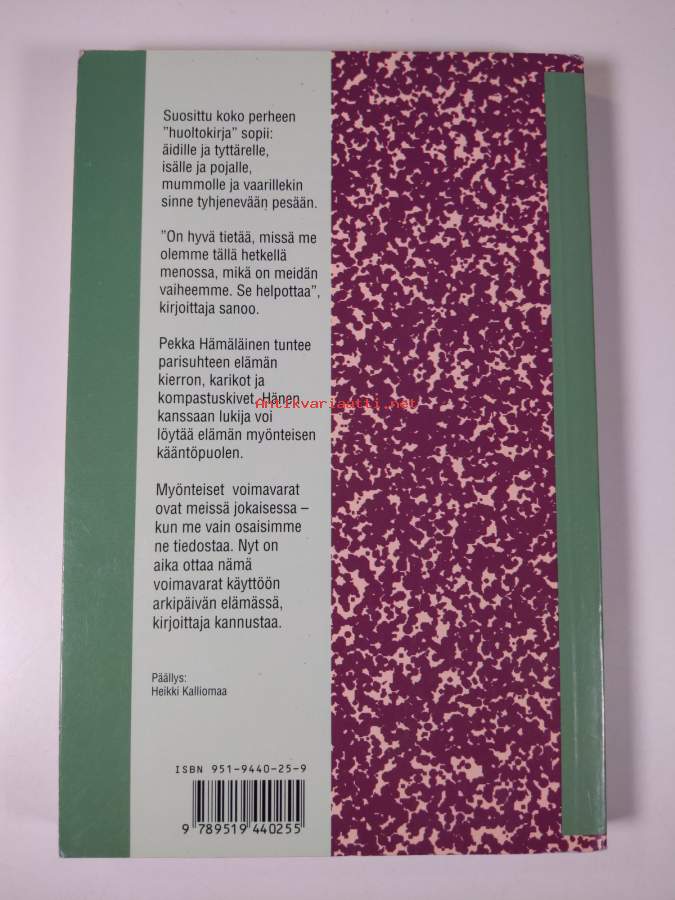 Suosittu koko perheen
"huoltokirja" sopii:
äidille ja tyttärelle,
isälle ja pojalle,
mummolle ja vaarillekin
sinne tyhjenevään pesään.
"On hyvä tietää, missä me
olemme tällä hetkellä
menossa, mikä on meidän
vaiheemme. Se helpottaa",
kirjoittaja sanoo.
Pekka Hämäläinen tuntee
parisuhteen elämän
kierron, karikot ja
kompastuskivet. Hänen
kanssaan lukija voi
löytää elämän myönteisen
kääntöpuolen.
Antikvariaatti.net
Myönteiset voimavarat
ovat meissä jokaisessa –
kun me vain osaisimme
ne tiedostaa. Nyt on
aika ottaa nämä
voimavarat käyttöön
arkipäivän elämässä,
kirjoittaja kannustaa.
Päällys:
Heikki Kalliomaa
ISBN 951-9440-25-9
9 789519 440255